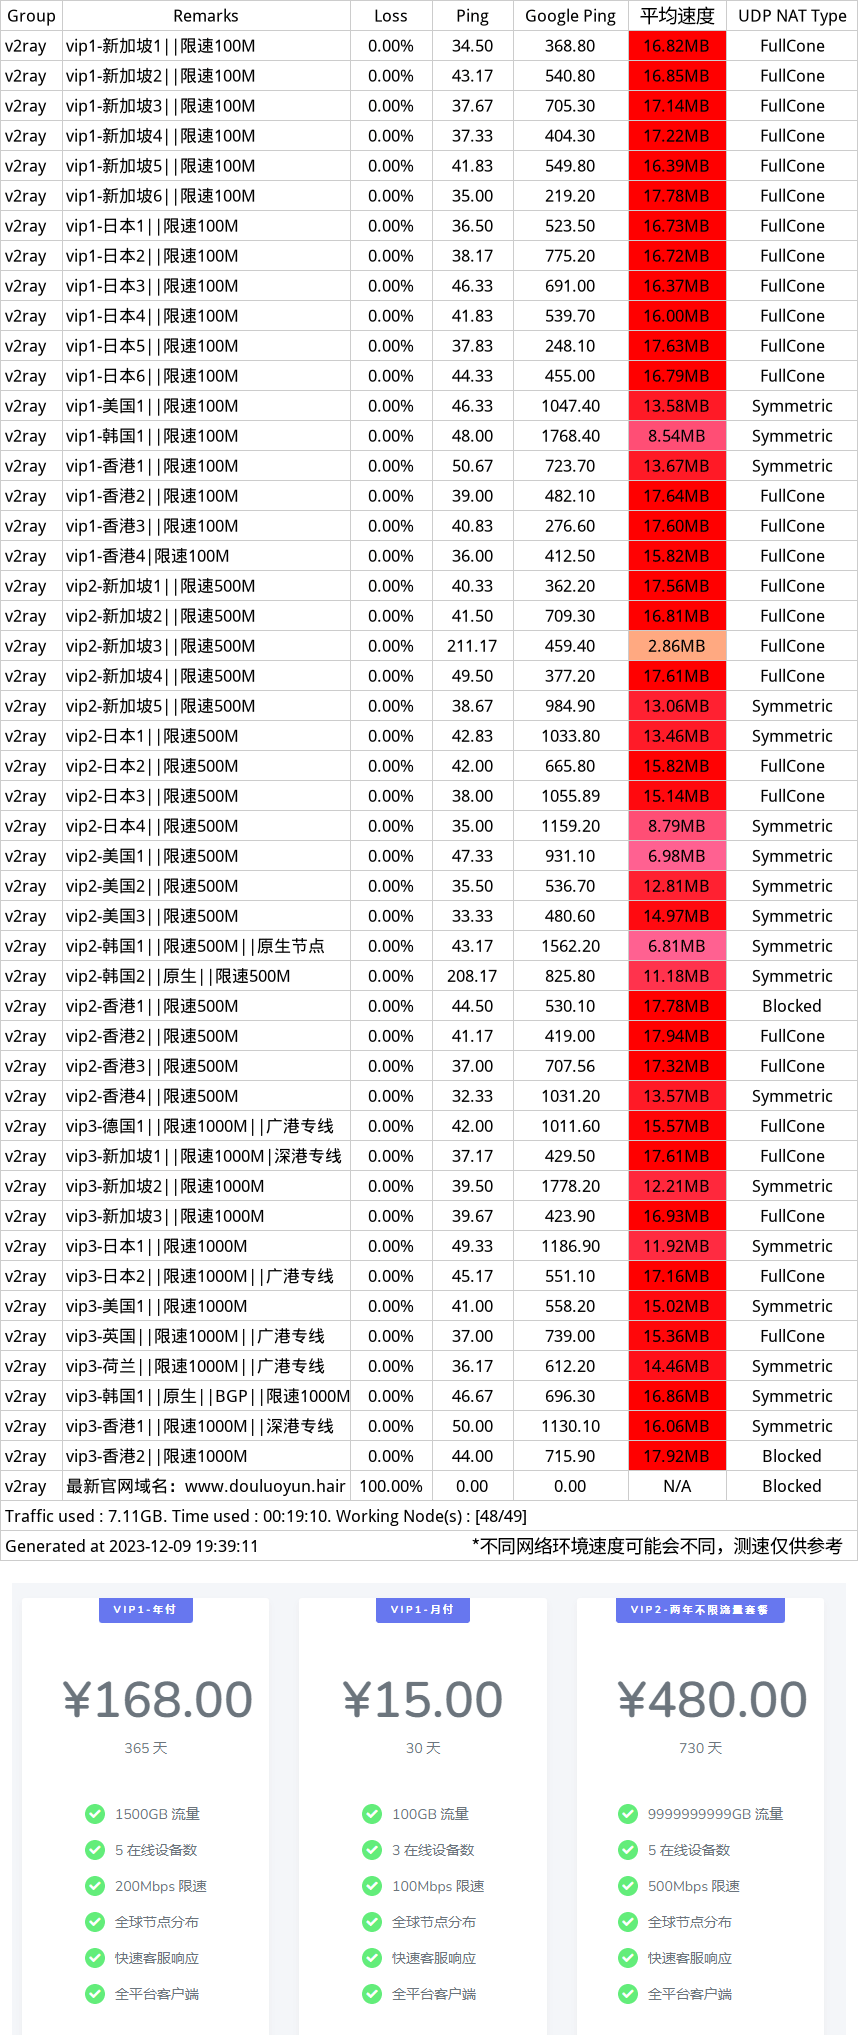 Group Remarks Loss Ping Google Ping 平均速度 UDP NAT Type
v2ray vip1-新加坡1||限速100M 0.00% 34.50 368.80 16.82MB FullCone
v2ray vip1-新加坡2||限速100M 0.00% 43.17 540.80 16.85MB FullCone
v2ray vip1-新加坡3||限速100M 0.00% 37.67 705.30 17.14MB FullCone
v2ray vip1-新加坡4||限速100M 0.00% 37.33 404.30 17.22MB FullCone
v2ray vip1-新加坡5||限速100M 0.00% 41.83 549.80 16.39MB FullCone
v2ray vip1-新加坡6||限速100M 0.00% 35.00 219.20 17.78MB FullCone
v2ray vip1-日本1||限速100M 0.00% 36.50 523.50 16.73MB FullCone
v2ray vip1-日本2||限速100M 0.00% 38.17 775.20 16.72MB FullCone
v2ray vip1-日本3||限速100M 0.00% 46.33 691.00 16.37MB FullCone
v2ray vip1-日本4||限速100M 0.00% 41.83 539.70 16.00MB FullCone
v2ray vip1-日本5||限速100M 0.00% 37.83 248.10 17.63MB FullCone
v2ray vip1-日本6||限速100M 0.00% 44.33 455.00 16.79MB FullCone
v2ray vip1-美国1||限速100M 0.00% 46.33 1047.40 13.58MB Symmetric
v2ray vip1-韩国1||限速100M 0.00% 48.00 1768.40 8.54MB Symmetric
v2ray vip1-香港1||限速100M 0.00% 50.67 723.70 13.67MB Symmetric
v2ray vip1-香港2||限速100M 0.00% 39.00 482.10 17.64MB FullCone
v2ray vip1-香港3||限速100M 0.00% 40.83 276.60 17.60MB FullCone
v2ray vip1-香港4|限速100M 0.00% 36.00 412.50 15.82MB FullCone
v2ray vip2-新加坡1||限速500M 0.00% 40.33 362.20 17.56MB FullCone
v2ray vip2-新加坡2||限速500M 0.00% 41.50 709.30 16.81MB FullCone
v2ray vip2-新加坡3||限速500M 0.00% 211.17 459.40 2.86MB FullCone
v2ray vip2-新加坡4||限速500M 0.00% 49.50 377.20 17.61MB FullCone
v2ray vip2-新加坡5||限速500M 0.00% 38.67 984.90 13.06MB Symmetric
v2ray vip2-日本1||限速500M 0.00% 42.83 1033.80 13.46MB Symmetric
v2ray vip2-日本2||限速500M 0.00% 42.00 665.80 15.82MB FullCone
v2ray vip2-日本3||限速500M 0.00% 38.00 1055.89 15.14MB FullCone
v2ray vip2-日本4||限速500M 0.00% 35.00 1159.20 8.79MB Symmetric
v2ray vip2-美国1||限速500M 0.00% 47.33 931.10 6.98MB Symmetric
v2ray vip2-美国2||限速500M 0.00% 35.50 536.70 12.81MB Symmetric
v2ray vip2-美国3||限速500M 0.00% 33.33 480.60 14.97MB Symmetric
v2ray vip2-韩国1||限速500M||原生节点 0.00% 43.17 1562.20 6.81MB Symmetric
v2ray vip2-韩国2||原生||限速500M 0.00% 208.17 825.80 11.18MB Symmetric
v2ray vip2-香港1||限速500M 0.00% 44.50 530.10 17.78MB Blocked
v2ray vip2-香港2||限速500M 0.00% 41.17 419.00 17.94MB FullCone
v2ray vip2-香港3||限速500M 0.00% 37.00 707.56 17.32MB FullCone
v2ray vip2-香港4||限速500M 0.00% 32.33 1031.20 13.57MB Symmetric
v2ray vip3-德国1||限速1000M||广港专线 0.00% 42.00 1011.60 15.57MB FullCone
v2ray vip3-新加坡1||限速1000M|深港专线 0.00% 37.17 429.50 17.61MB FullCone
v2ray vip3-新加坡2||限速1000M 0.00% 39.50 1778.20 12.21MB Symmetric
v2ray vip3-新加坡3||限速1000M 0.00% 39.67 423.90 16.93MB FullCone
v2ray vip3-日本1||限速1000M 0.00% 49.33 1186.90 11.92MB Symmetric
v2ray vip3-日本2||限速1000M||广港专线 0.00% 45.17 551.10 17.16MB FullCone
v2ray vip3-美国1||限速1000M 0.00% 41.00 558.20 15.02MB Symmetric
v2ray vip3-英国||限速1000M||广港专线 0.00% 37.00 739.00 15.36MB FullCone
v2ray vip3-荷兰||限速1000M||广港专线 0.00% 36.17 612.20 14.46MB Symmetric
v2ray vip3-韩国1||原生||BGP||限速1000M 0.00% 46.67 696.30 16.86MB Symmetric
v2ray vip3-香港1||限速1000M||深港专线 0.00% 50.00 1130.10 16.06MB Symmetric
v2ray vip3-香港2||限速1000M 0.00% 44.00 715.90 17.92MB Blocked
v2ray 最新官网域名：www.douluoyun.hair 100.00% 0.00 0.00 N/A Blocked
Traffic used : 7.11GB. Time used : 00:19:10. Working Node(s) : [48/49]
Generated at 2023-12-09 19:39:11 *不同网络环境速度可能会不同，测速仅供参考
VIP1-年付 VIP1-月付 VIP2-两年不限流量套餐
¥168.00 ¥15.00 ¥480.00
365 天 30 天 730 天
1500GB 流量 100GB 流量 9999999999GB 流量
5 在线设备数 3 在线设备数 5 在线设备数
200Mbps 限速 100Mbps 限速 500Mbps 限速
全球节点分布 全球节点分布 全球节点分布
快速客服响应 快速客服响应 快速客服响应
全平台客户端 全平台客户端 全平台客户端